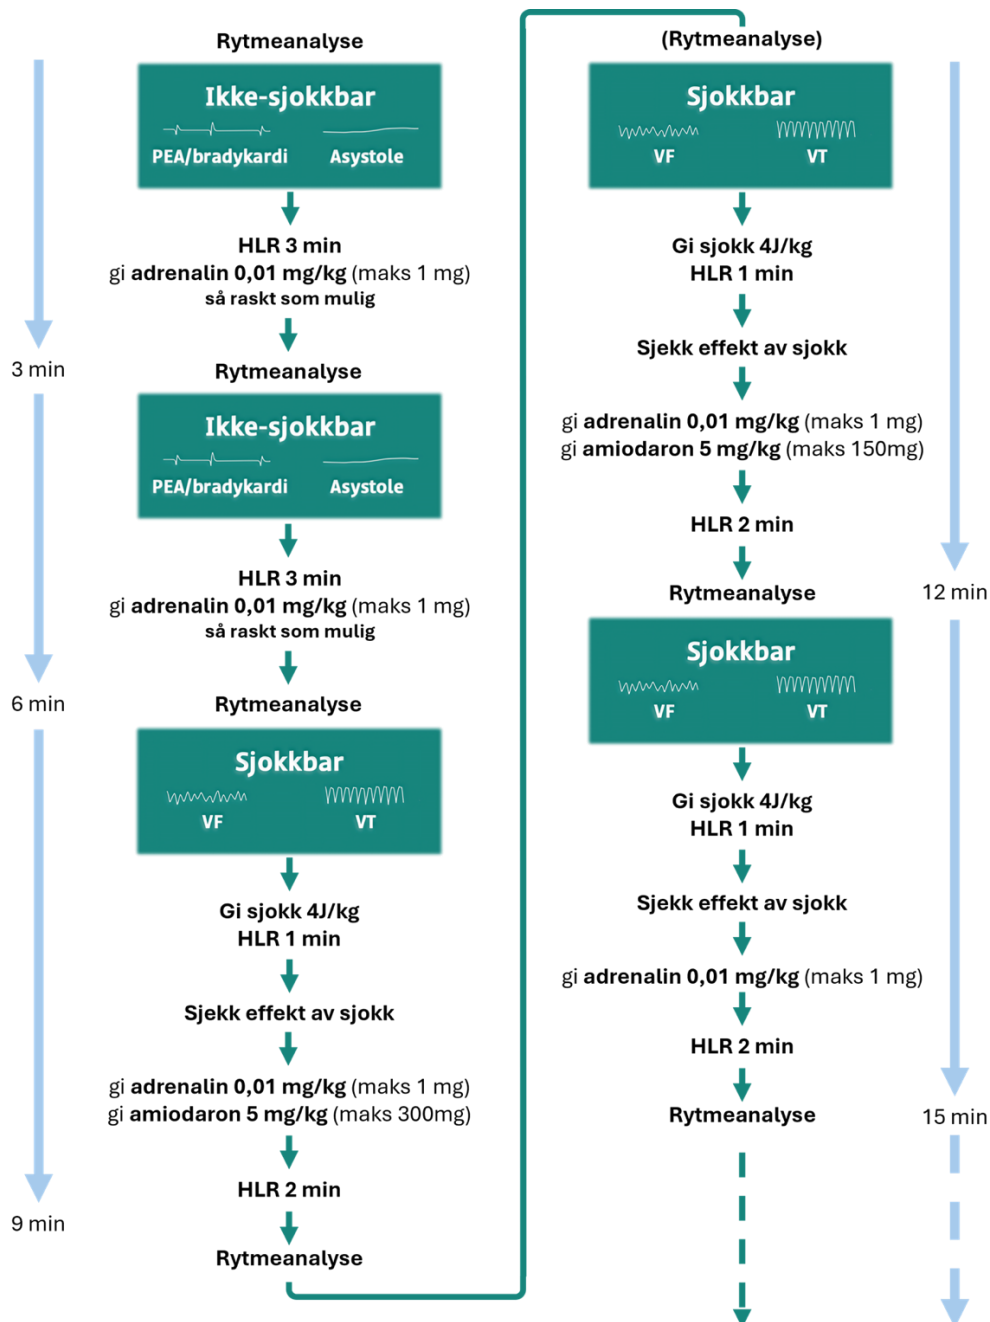 Rytmeanalyse
Ikke-sjokkbar
PEA/bradykardi
Asystole
HLR 3 min
gi adrenalin 0,01 mg/kg (maks 1 mg)
så raskt som mulig
3 min
Rytmeanalyse
Ikke-sjokkbar
PEA/bradykardi
Asystole
HLR 3 min
gi adrenalin 0,01 mg/kg (maks 1 mg)
så raskt som mulig
6 min
Rytmeanalyse
Sjokkbar
VF
VT
Gi sjokk 4J/kg
HLR 1 min
Sjekk effekt av sjokk
gi adrenalin 0,01 mg/kg (maks 1 mg)
gi amiodaron 5 mg/kg (maks 300mg)
HLR 2 min
9 min
Rytmeanalyse
(Rytmeanalyse)
Sjokkbar
VF
VT
Gi sjokk 4J/kg
HLR 1 min
Sjekk effekt av sjokk
gi adrenalin 0,01 mg/kg (maks 1 mg)
gi amiodaron 5 mg/kg (maks 150mg)
HLR 2 min
Rytmeanalyse
12 min
Sjokkbar
VF
VT
Gi sjokk 4J/kg
HLR 1 min
Sjekk effekt av sjokk
gi adrenalin 0,01 mg/kg (maks 1 mg)
HLR 2 min
Rytmeanalyse
15 min